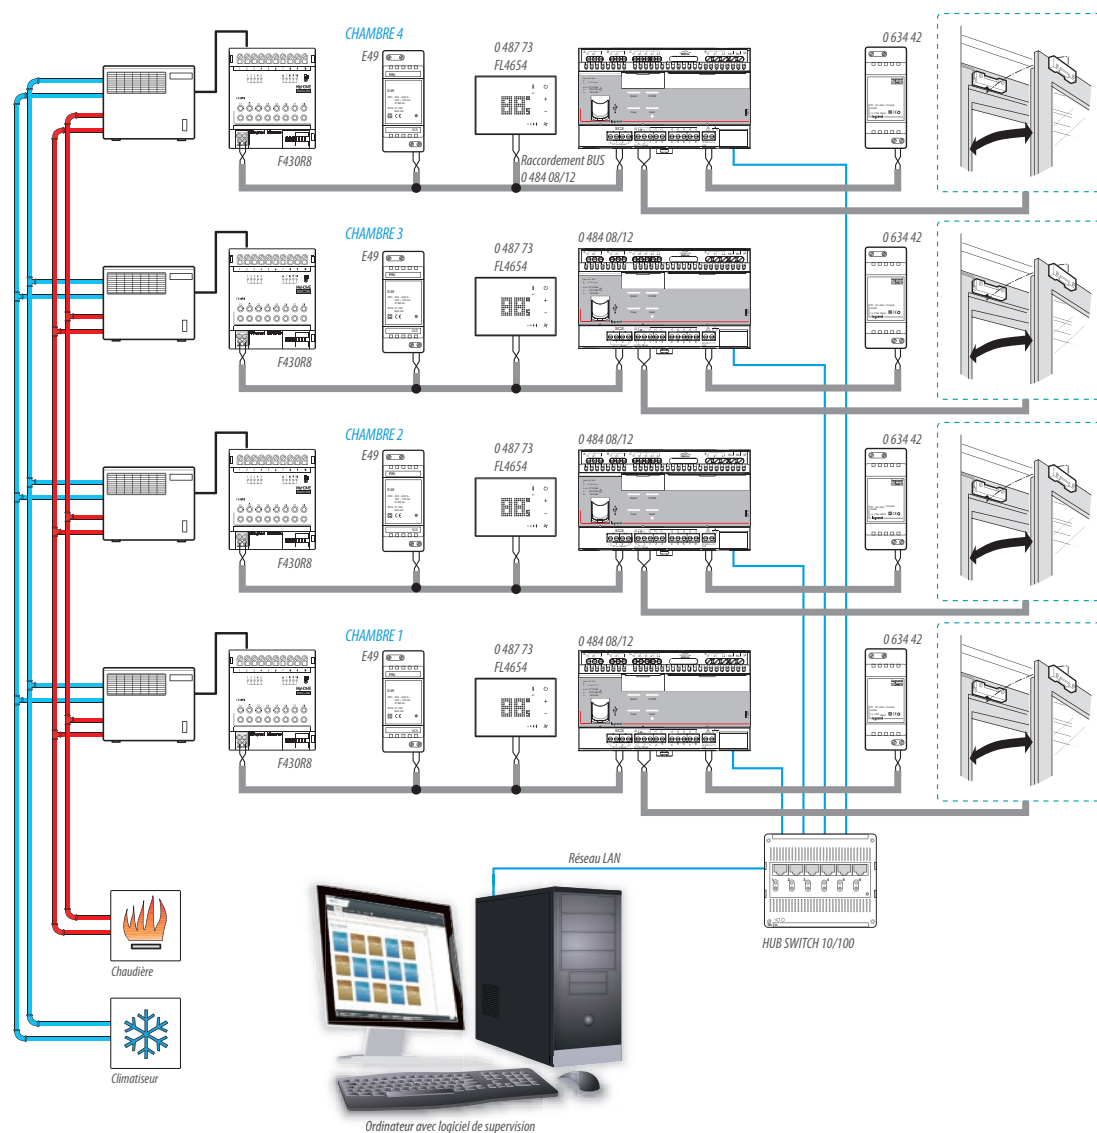 CHAMBRE 4
E49
0 487 73
FL4654
0 634 42
F430R8
Raccordement BUS
0 484 08/12
CHAMBRE 3
E49
0 487 73
FL4654
0 484 08/12
0 634 42
F430R8
CHAMBRE 2
E49
0 487 73
FL4654
0 484 08/12
0 634 42
F430R8
CHAMBRE 1
E49
0 487 73
FL4654
0 484 08/12
0 634 42
F430R8
Réseau LAN
HUB SWITCH 10/100
Chaudière
Climatiseur
Ordinateur avec logiciel de supervision